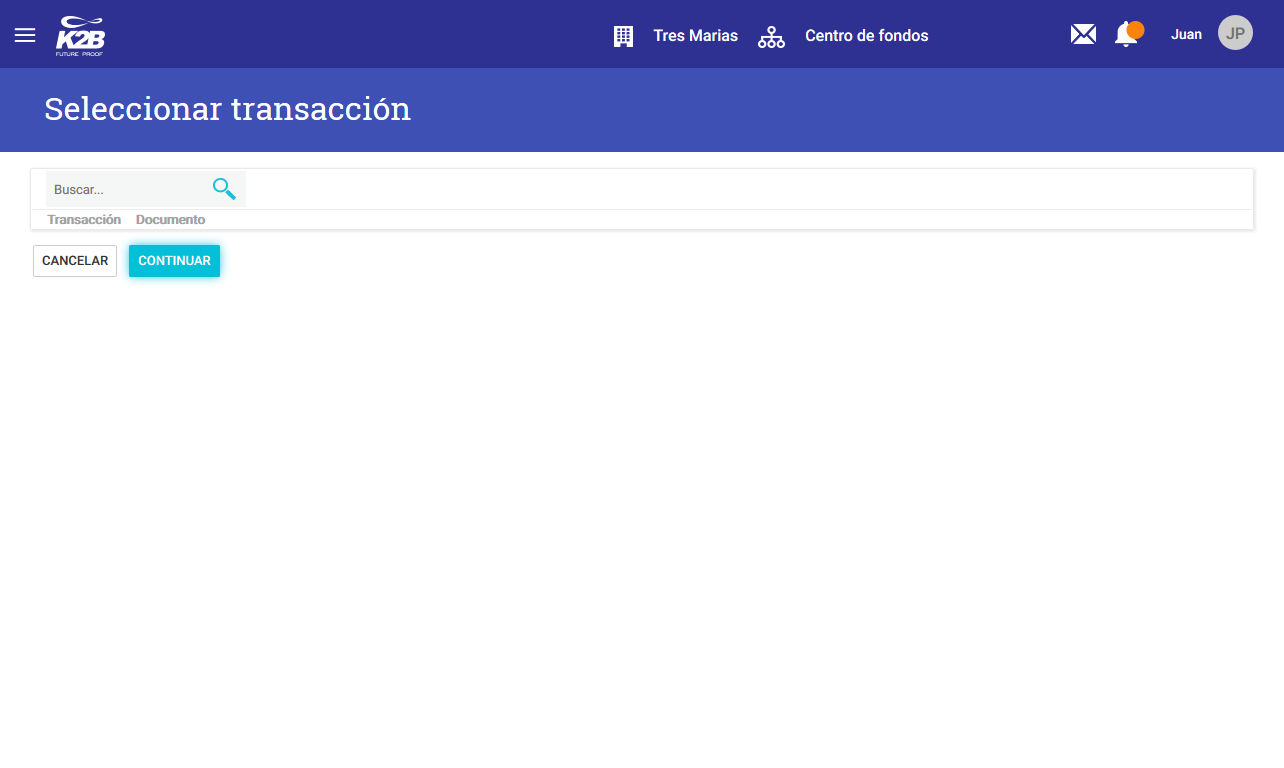 K2B
FUTURE PROOF
Tres Marias
Centro de fondos
Juan
JP
Seleccionar transacción
Buscar...
Transacción Documento
CANCELAR CONTINUAR